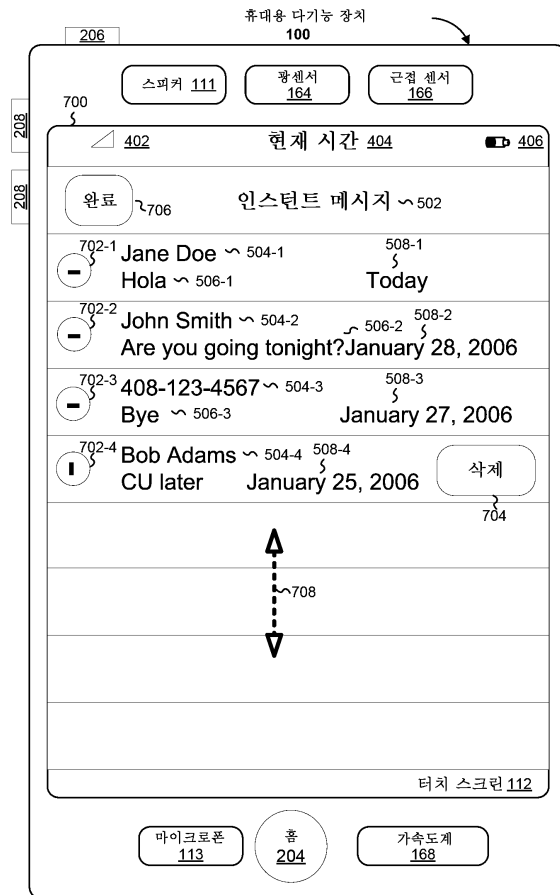 휴대용 다기능 장치
100
206
스피커 111
광센서
164
근접 센서
166
208
208
700
402
현재 시간 404
406
완료
706
인스턴트 메시지 502
702-1
Jane Doe 504-1
508-1
Hola 506-1
Today
702-2
John Smith 504-2
506-2
508-2
Are you going tonight?January 28, 2006
702-3
408-123-4567 504-3
508-3
Bye 506-3
January 27, 2006
702-4
Bob Adams 504-4
508-4
CU later
January 25, 2006
삭제
704
708
터치 스크린 112
마이크로폰
113
홈
204
가속도계
168